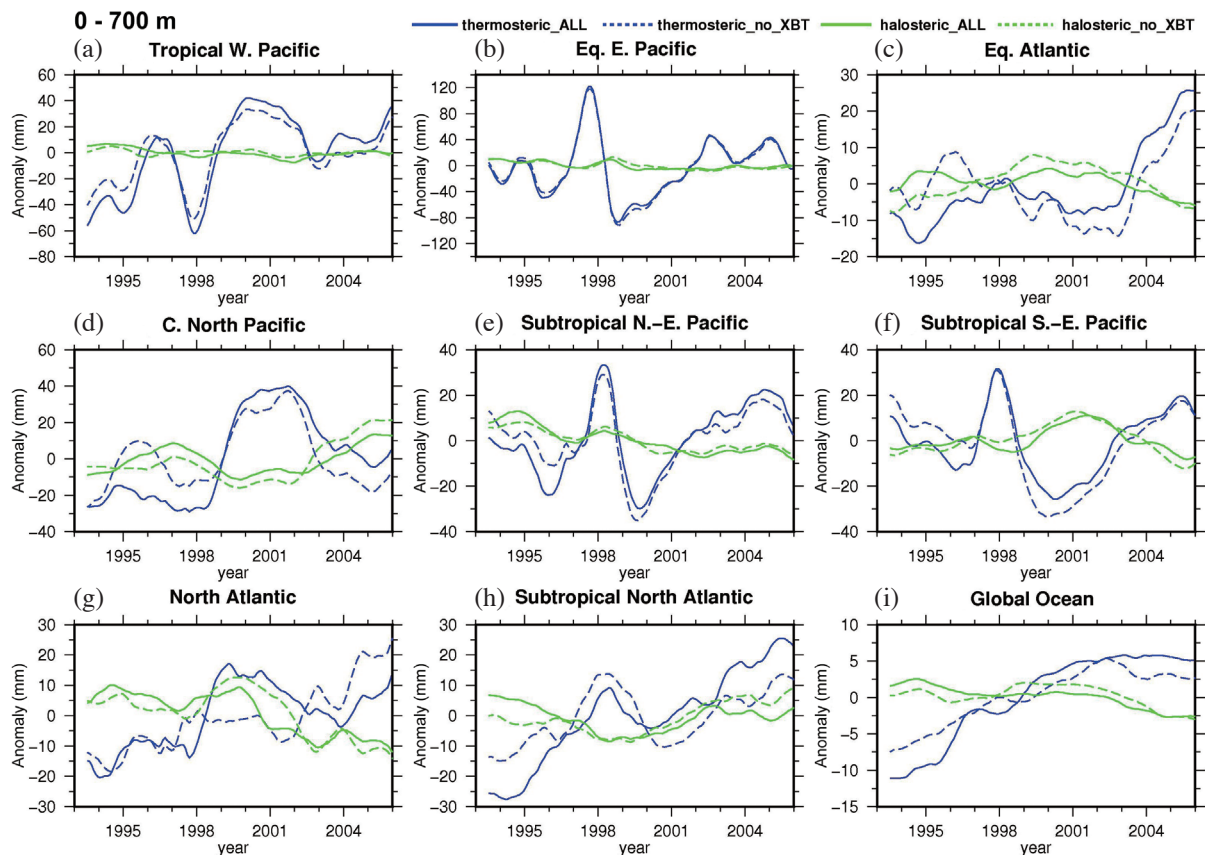 0 - 700 m
thermosteric_ALL thermosteric_no_XBT halosteric_ALL halosteric_no_XBT
(a) Tropical W. Pacific
60
40
20
0
−20
−40
−60
−80
Anomaly (mm)
1995 1998 2001 2004
year
(b) Eq. E. Pacific
120
80
40
0
−40
−80
−120
Anomaly (mm)
1995 1998 2001 2004
year
(c) Eq. Atlantic
30
20
10
0
−10
−20
Anomaly (mm)
1995 1998 2001 2004
year
(d) C. North Pacific
60
40
20
0
−20
−40
Anomaly (mm)
1995 1998 2001 2004
year
(e) Subtropical N.−E. Pacific
40
20
0
−20
−40
Anomaly (mm)
1995 1998 2001 2004
year
(f) Subtropical S.−E. Pacific
40
20
0
−20
−40
Anomaly (mm)
1995 1998 2001 2004
year
(g) North Atlantic
30
20
10
0
−10
−20
−30
Anomaly (mm)
1995 1998 2001 2004
year
(h) Subtropical North Atlantic
30
20
10
0
−10
−20
−30
Anomaly (mm)
1995 1998 2001 2004
year
(i) Global Ocean
10
5
0
−5
−10
−15
Anomaly (mm)
1995 1998 2001 2004
year